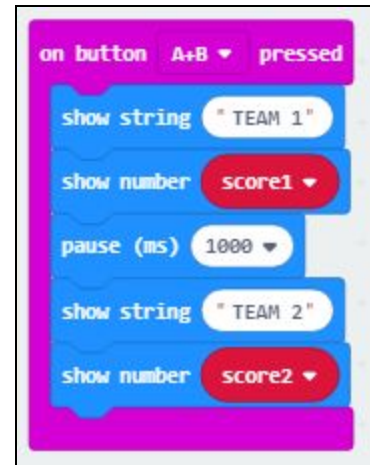 on button A+B pressed
show string "TEAM 1"
show number score1
pause (ms) 1000
show string "TEAM 2"
show number score2